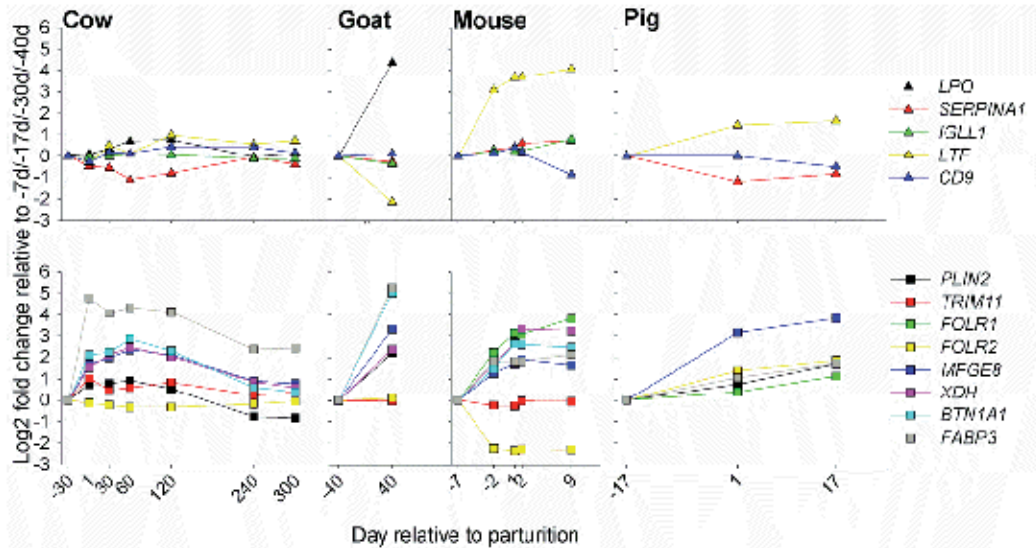 Cow Goat Mouse Pig
Log2 fold change relative to -7d/-17d/-30d/-40d
6
5
4
3
2
1
0
-1
-2
-3
LPO
SERPINA1
IGLL1
LTF
CD9
6
5
4
3
2
1
0
-1
-2
-3
PLIN2
TRIM11
FOLR1
FOLR2
MFGE8
XDH
BTN1A1
FABP3
-30 1 30 60 120 240 300 -40 40 -7 -2 1 2 9 -17 1 17
Day relative to parturition